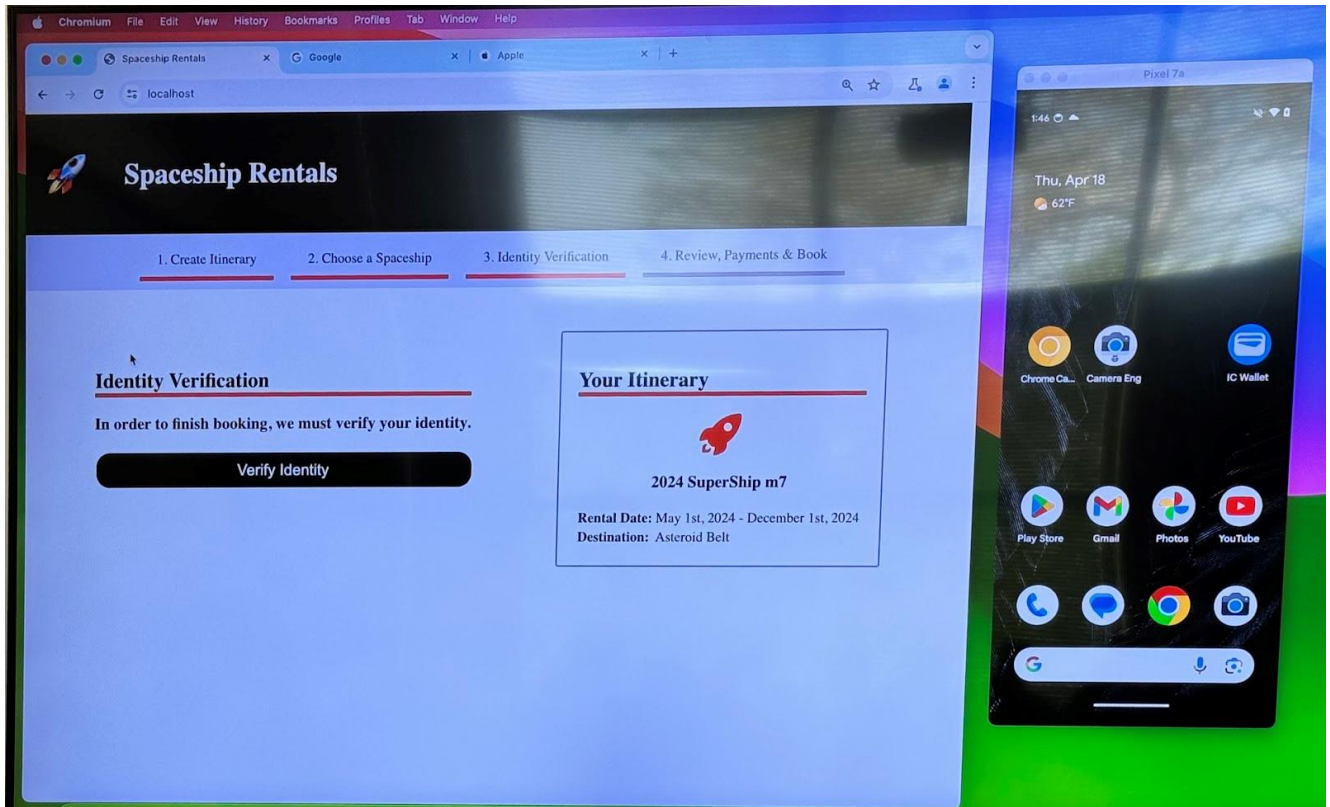 Chromium File Edit View History Bookmarks Profiles Tab Window Help
Spaceship Rentals
Google
Apple
localhost
Spaceship Rentals
1. Create Itinerary
2. Choose a Spaceship
3. Identity Verification
4. Review, Payments & Book
Identity Verification
In order to finish booking, we must verify your identity.
Verify Identity
Your Itinerary
2024 SuperShip m7
Rental Date: May 1st, 2024 - December 1st, 2024
Destination: Asteroid Belt
Pixel 7a
1:46
Thu, Apr 18
62°F
Chrome Ca... Camera Eng IC Wallet
Play Store Gmail Photos YouTube